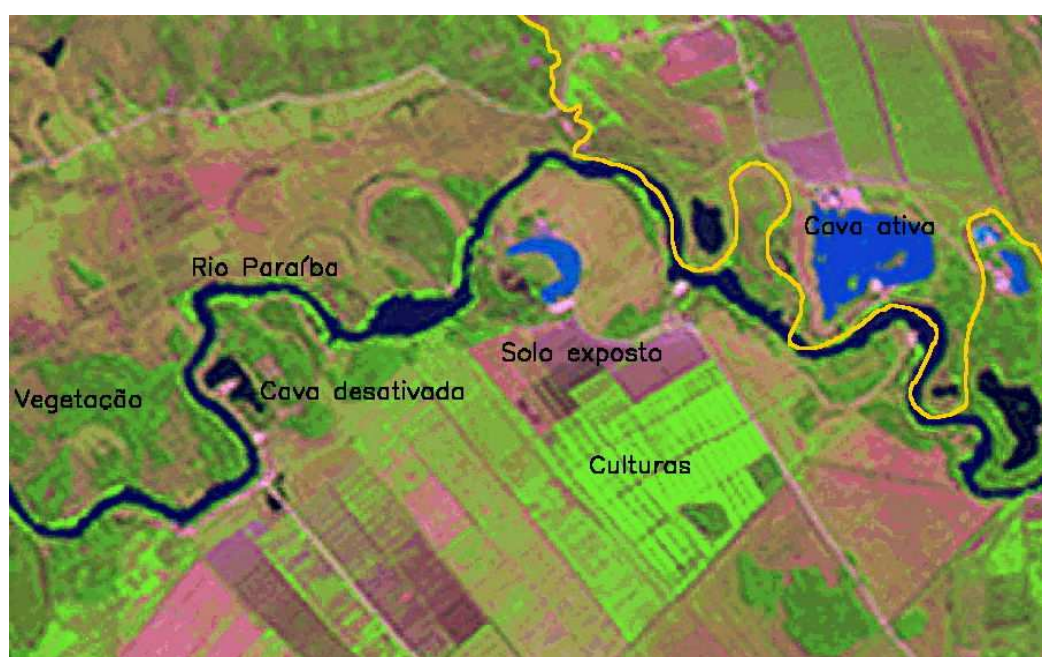 Cava ativa
Rio Paraíba
Solo exposto
Vegetação
Cava desativada
Culturas